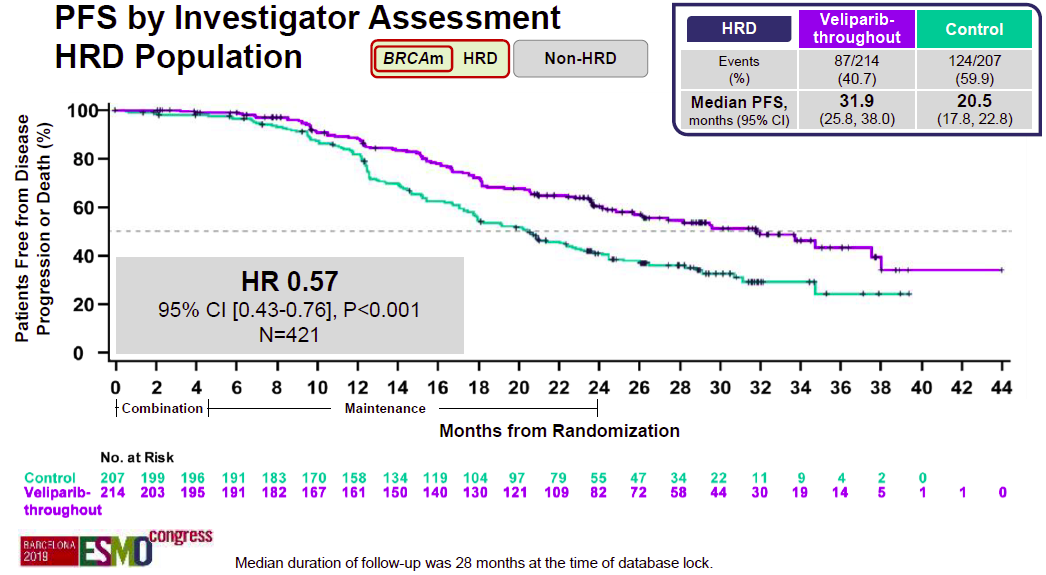 PFS by Investigator Assessment
HRD Population
BRCAm HRD
Non-HRD
HRD
Veliparib-
throughout
Control
Events
(%)
87/214
(40.7)
124/207
(59.9)
Median PFS,
months (95% CI)
31.9
(25.8, 38.0)
20.5
(17.8, 22.8)
Patients Free from Disease
Progression or Death (%)
100
80
60
40
20
0
HR 0.57
95% CI [0.43-0.76], P<0.001
N=421
0 2 4 6 8 10 12 14 16 18 20 22 24 26 28 30 32 34 36 38 40 42 44
Combination Maintenance
Months from Randomization
No. at Risk
Control 207 199 196 191 183 170 158 134 119 104 97 79 55 47 34 22 11 9 4 2 0
Veliparib- 214 203 195 191 182 167 161 150 140 130 121 109 82 72 58 44 30 19 14 5 1 1 0
throughout
BARCELONA
2019
ESMO congress
Median duration of follow-up was 28 months at the time of database lock.